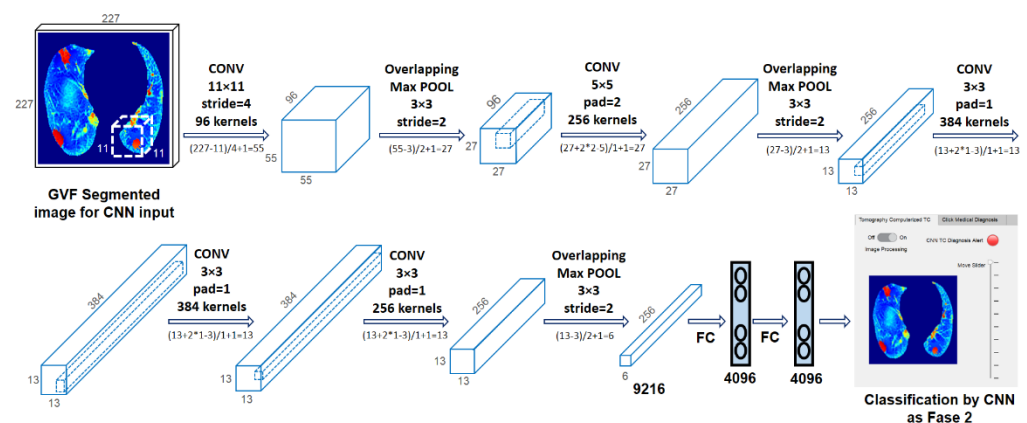 227
227
11
11
GVF Segmented
image for CNN input
CONV
11×11
stride=4
96 kernels
(227-11)/4+1=55
96
55
55
Overlapping
Max POOL
3×3
stride=2
(55-3)/2+1=27
96
27
27
CONV
5×5
pad=2
256 kernels
(27+2*2-5)/1+1=27
256
27
27
Overlapping
Max POOL
3×3
stride=2
(27-3)/2+1=13
256
13
13
CONV
3×3
pad=1
384 kernels
(13+2*1-3)/1+1=13
384
13
13
CONV
3×3
pad=1
384 kernels
(13+2*1-3)/1+1=13
384
13
13
CONV
3×3
pad=1
256 kernels
(13+2*1-3)/1+1=13
256
13
13
Overlapping
Max POOL
3×3
stride=2
(13-3)/2+1=6
256
6
9216
FC
4096
FC
4096
Tomography Computerized TC
Click Medical Diagnosis
Off
On
Image Processing
CNN TC Diagnosis Alert
Move Slider
Classification by CNN
as Fase 2